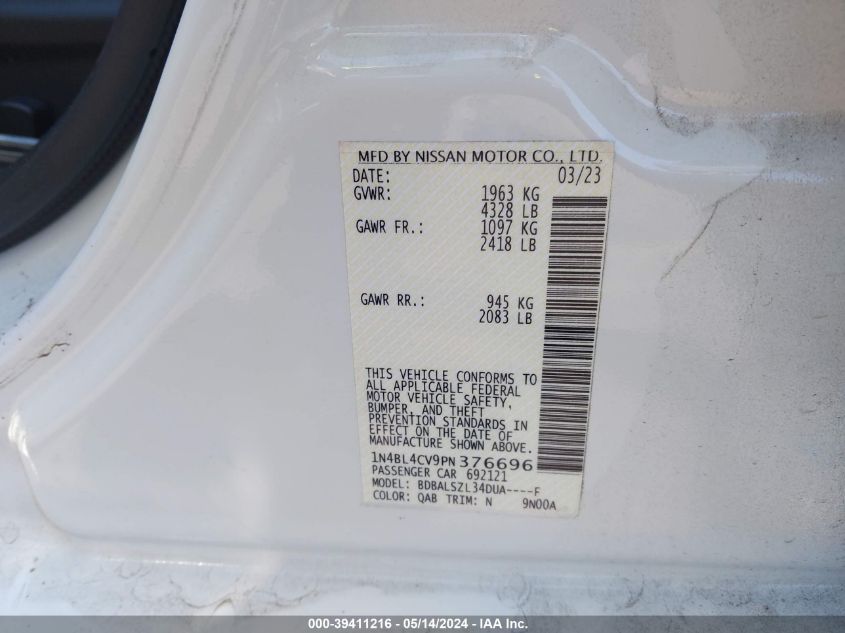 MFD BY NISSAN MOTOR CO., LTD.
DATE: 03/23
GVWR: 1963 KG
4328 LB
GAWR FR.: 1097 KG
2418 LB
GAWR RR.: 945 KG
2083 LB
THIS VEHICLE CONFORMS TO
ALL APPLICABLE FEDERAL
MOTOR VEHICLE SAFETY,
BUMPER, AND THEFT
PREVENTION STANDARDS IN
EFFECT ON THE DATE OF
MANUFACTURE SHOWN ABOVE.
1N4BL4CV9PN376696
PASSENGER CAR 692121
MODEL: BDBALSZL34DUA----F
COLOR: QAB TRIM: N 9N00A
000-39411216 - 05/14/2024 - IAA Inc.